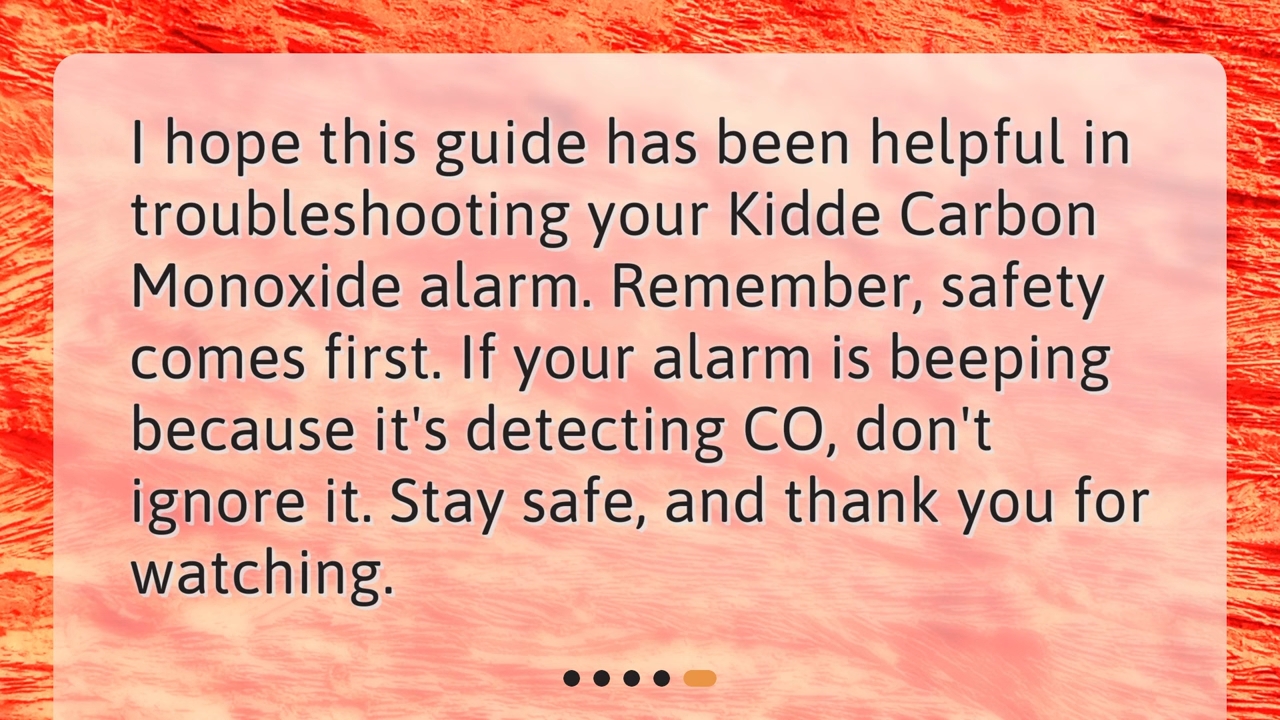 I hope this guide has been helpful in
troubleshooting your Kidde Carbon
Monoxide alarm. Remember, safety
comes first. If your alarm is beeping
because it's detecting CO, don't
ignore it. Stay safe, and thank you for
watching.